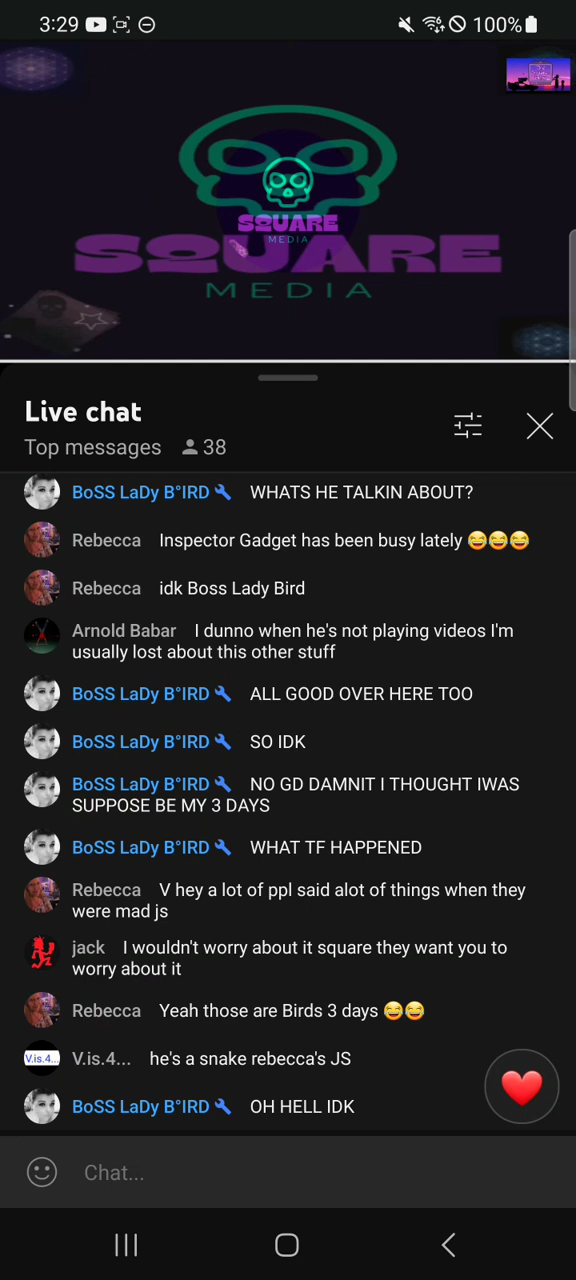 3:29
100%
SQUARE
MEDIA
SQUARE
MEDIA
Live chat
Top messages 38
BoSS LaDy B°IRD WHATS HE TALKIN ABOUT?
Rebecca Inspector Gadget has been busy lately 😂😂😂
Rebecca idk Boss Lady Bird
Arnold Babar I dunno when he's not playing videos I'm
usually lost about this other stuff
BoSS LaDy B°IRD ALL GOOD OVER HERE TOO
BoSS LaDy B°IRD SO IDK
BoSS LaDy B°IRD NO GD DAMNIT I THOUGHT IWAS
SUPPOSE BE MY 3 DAYS
BoSS LaDy B°IRD WHAT TF HAPPENED
Rebecca V hey a lot of ppl said alot of things when they
were mad js
jack I wouldn't worry about it square they want you to
worry about it
Rebecca Yeah those are Birds 3 days 😂😂
V.is.4...
V.is.4... he's a snake rebecca's JS
BoSS LaDy B°IRD OH HELL IDK
Chat...